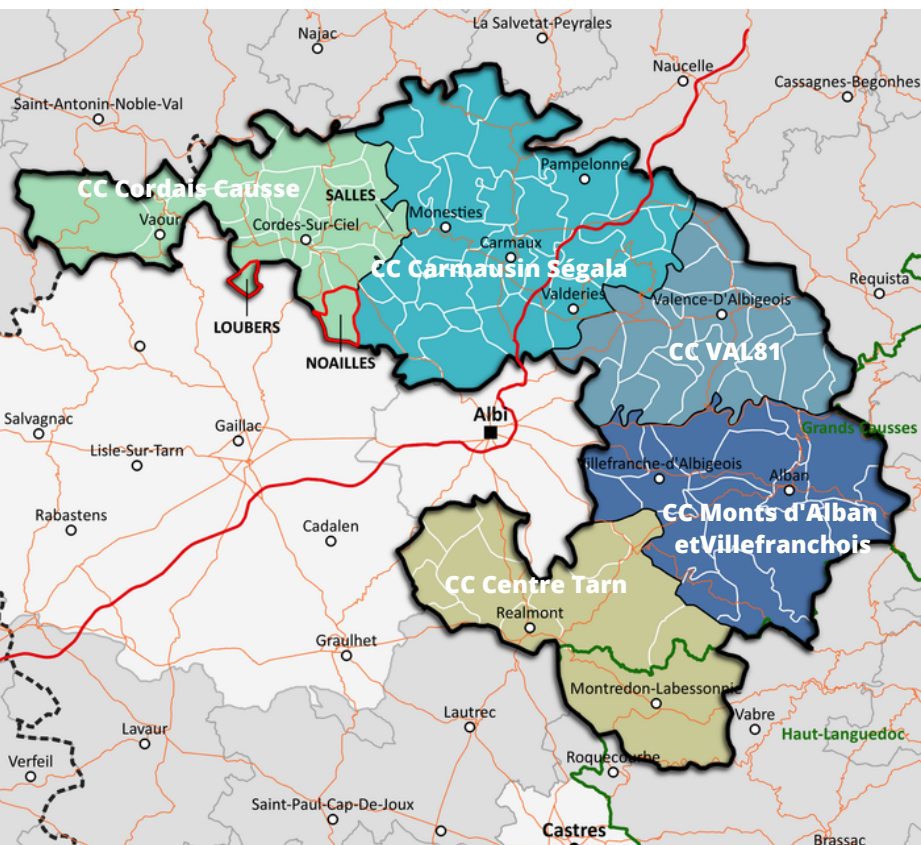 La Salvetat-Peyrales
Najac
Naucelle
Cassagnes-Begonhes
Saint-Antonin-Noble-Val
Pampelonne
CC Cordais Causse
SALLES
Monesties
Vaour
Cordes-Sur-Ciel
Carmaux
CC Carmausin Ségala
Requista
Valderies
Valence-D'Albigeois
LOUBERS
CC VAL81
NOAILLES
Albi
Salvagnac
Gaillac
Grands Causses
Lisle-Sur-Tarn
Villefranche-d'Albigeois
Alban
Rabastens
Cadalen
CC Monts d'Alban
etVillefranchois
CC Centre Tarn
Realmont
Graulhet
Montredon-Labessonnie
Lautrec
Vabre
Lavaur
Haut-Languedoc
Verfeil
Roquecourbe
Saint-Paul-Cap-De-Joux
Castres
Brassac